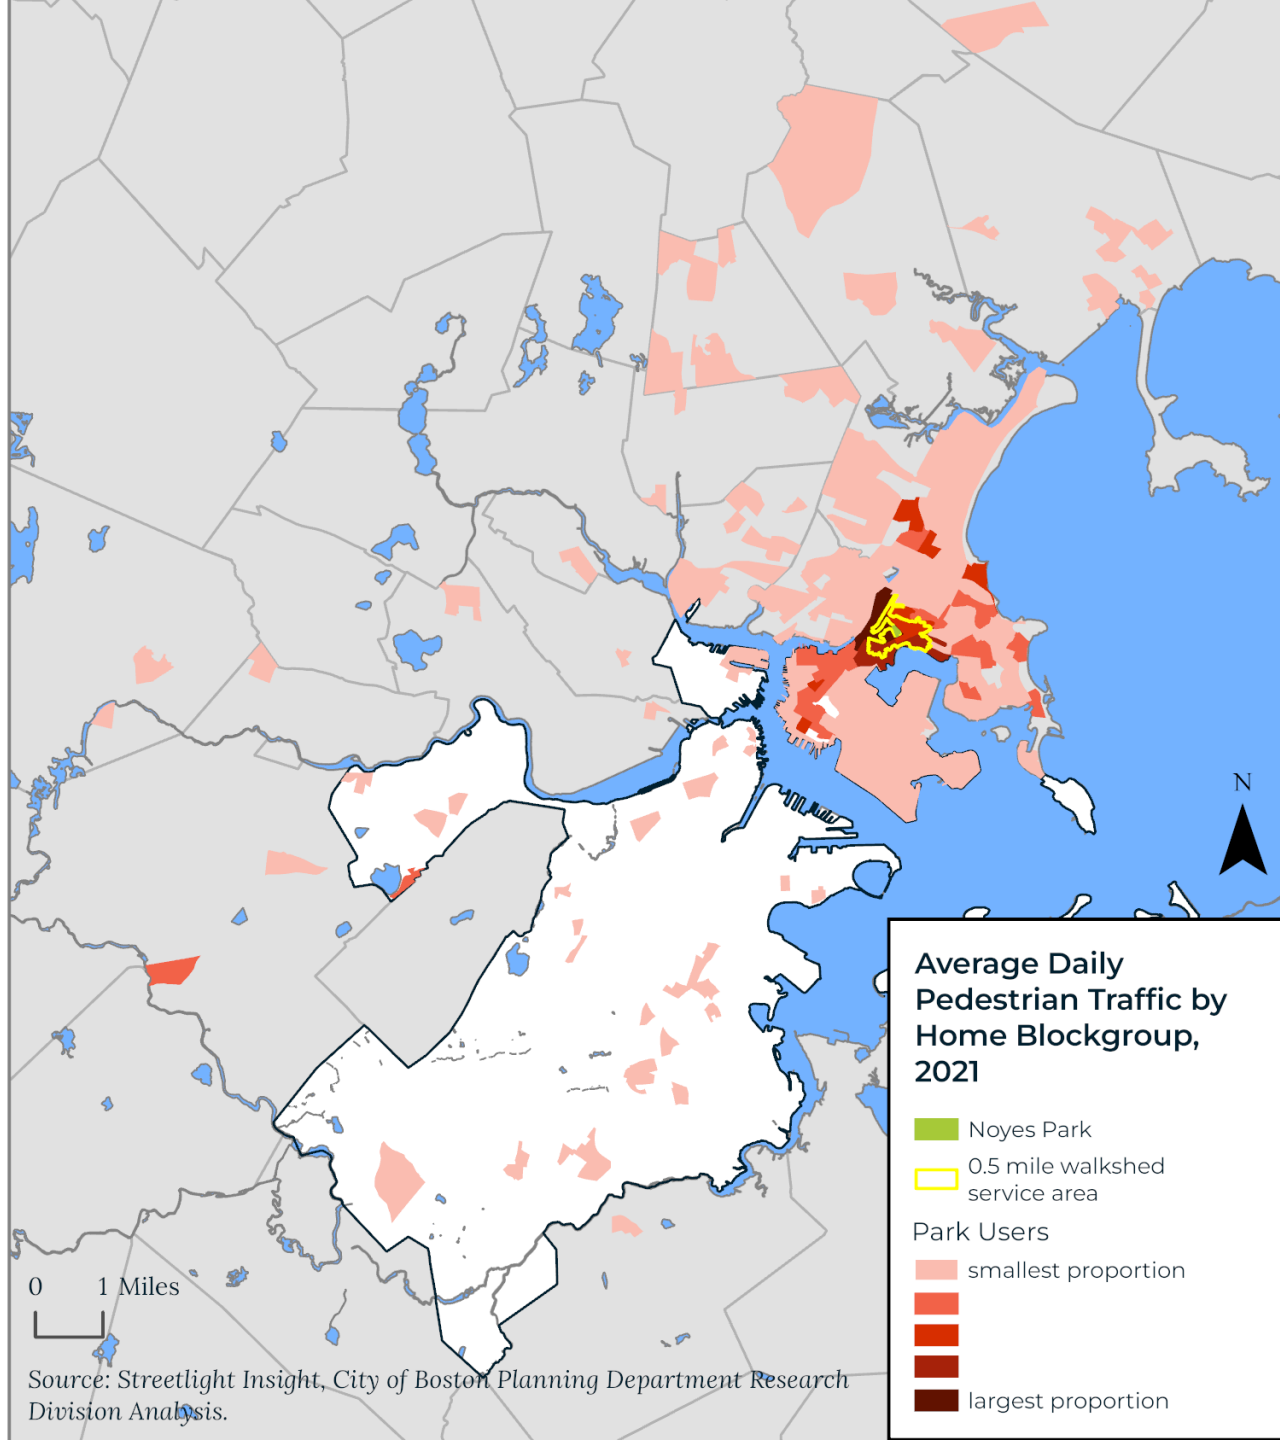 N
Average Daily
Pedestrian Traffic by
Home Blockgroup,
2021
Noyes Park
0.5 mile walkshed
service area
Park Users
smallest proportion
largest proportion
0 1 Miles
Source: Streetlight Insight, City of Boston Planning Department Research
Division Analysis.